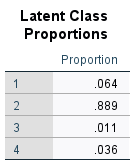 Latent Class
Proportions
Proportion
1 .064
2 .889
3 .011
4 .036